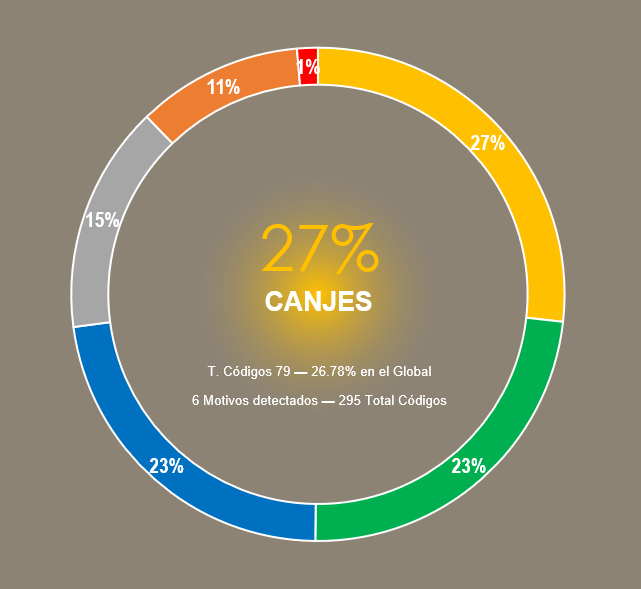 1%
11%
27%
15%
27%
CANJES
T. Códigos 79 — 26.78% en el Global
6 Motivos detectados — 295 Total Códigos
23%
23%